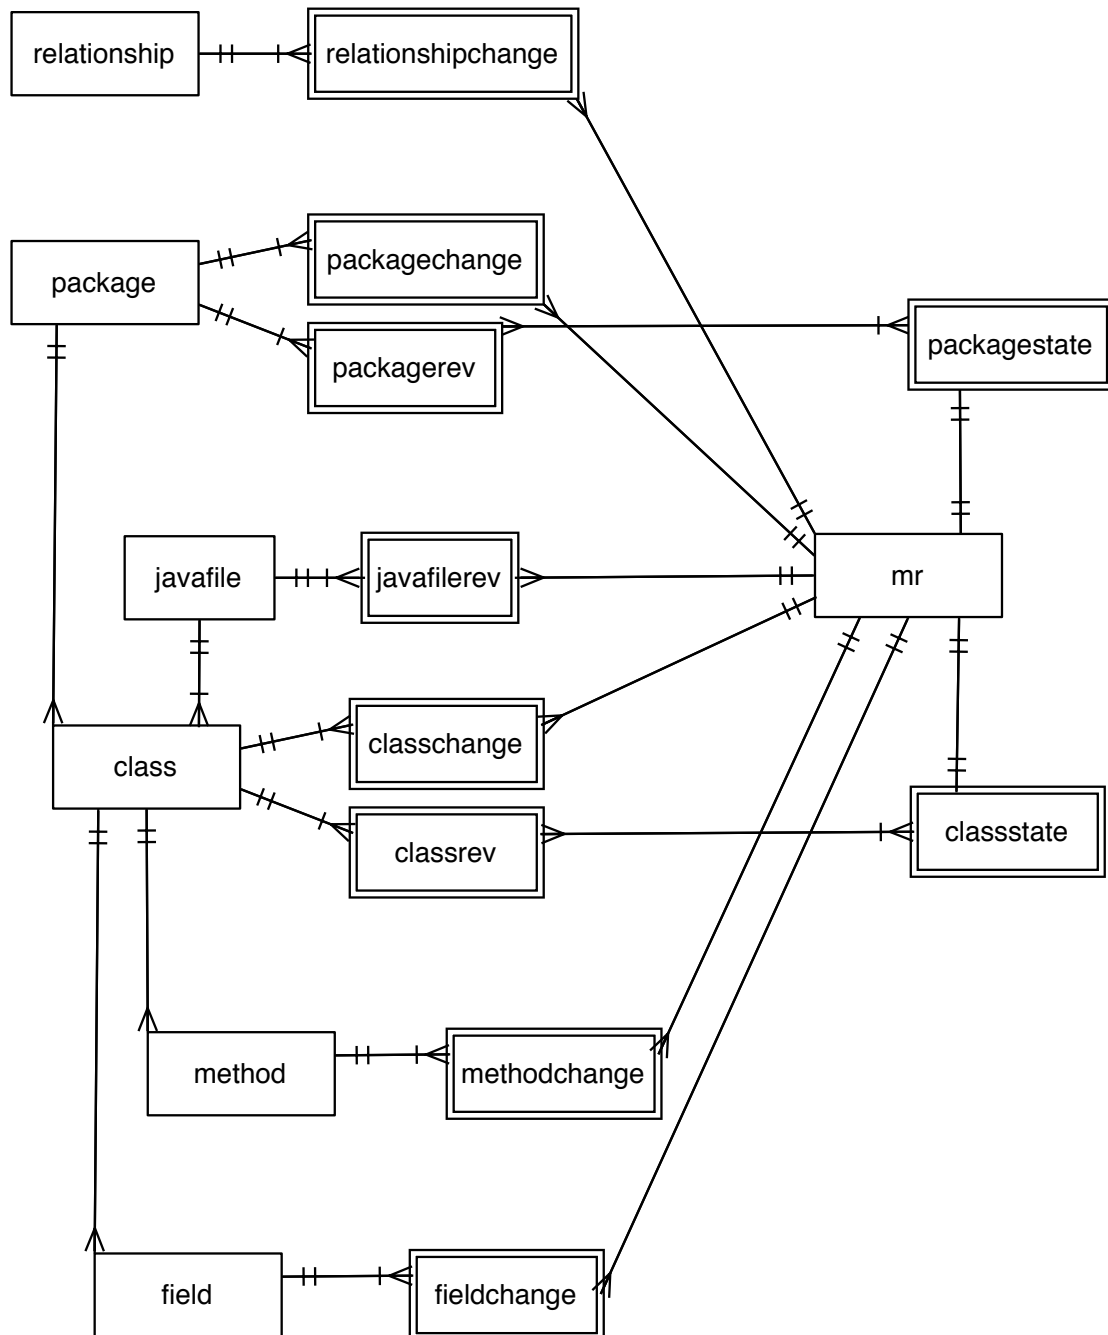 relationship
relationshipchange
package
packagechange
packagerev
packagestate
javafile
javafilerev
mr
class
classchange
classrev
classstate
method
methodchange
field
fieldchange